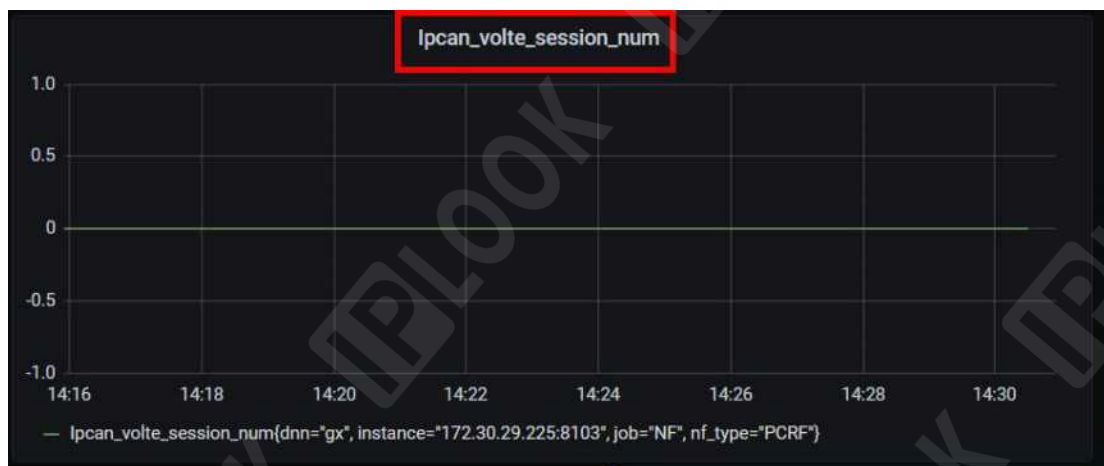 Ipcan_volte_session_num
1.0
0.5
0
-0.5
-1.0
14:16 14:18 14:20 14:22 14:24 14:26 14:28 14:30
Ipcan_volte_session_num{dnn="gx", instance="172.30.29.225:8103", job="NF", nf_type="PCRF"}
IPLOOK